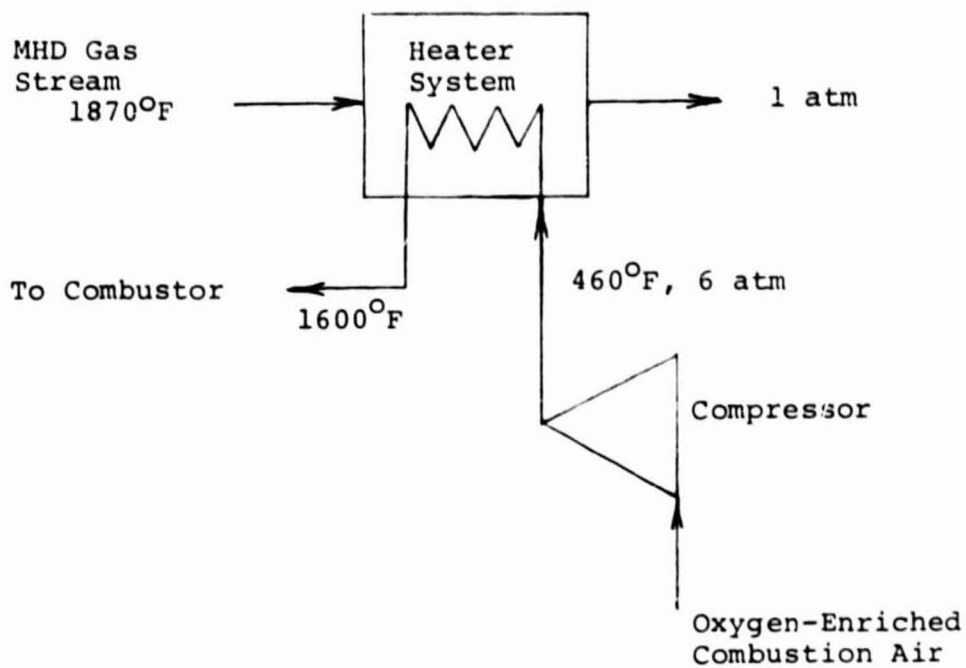 MHD Gas
Stream
1870°F
Heater
System
1 atm
To Combustor
1600°F
460°F, 6 atm
Compressor
Oxygen-Enriched
Combustion Air